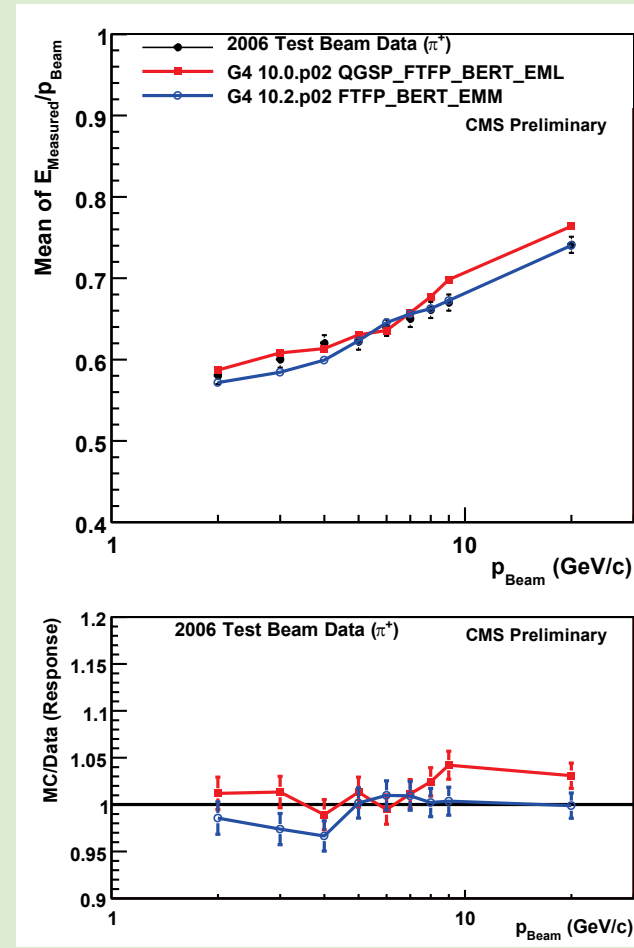 2006 Test Beam Data (π⁺)
G4 10.0.p02 QGSP_FTFP_BERT_EML
G4 10.2.p02 FTFP_BERT_EMM
CMS Preliminary
Mean of E_Measured/p_Beam
1
0.9
0.8
0.7
0.6
0.5
0.4
1
10
p_Beam (GeV/c)
2006 Test Beam Data (π⁺)
CMS Preliminary
MC/Data (Response)
1.2
1.15
1.1
1.05
1
0.95
0.9
1
10
p_Beam (GeV/c)